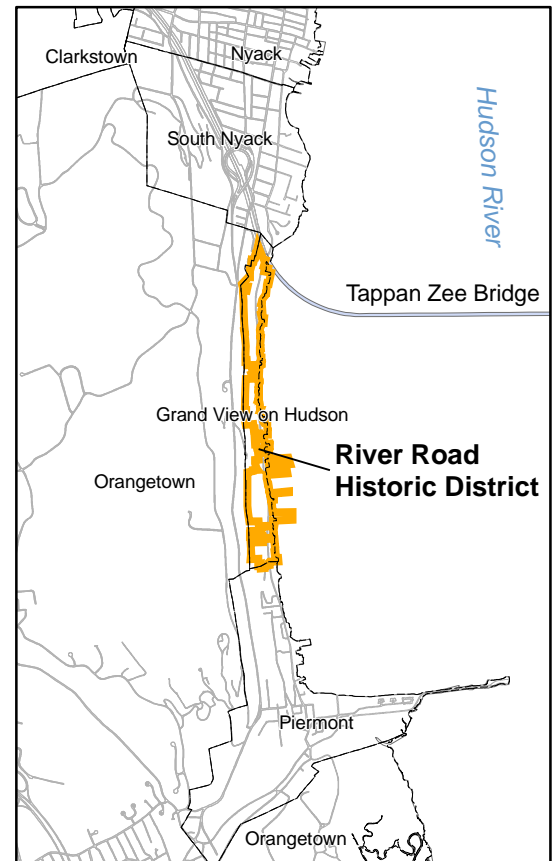 Clarkstown
Nyack
South Nyack
Hudson River
Tappan Zee Bridge
Grand View on Hudson
River Road
Historic District
Orangetown
Piermont
Orangetown